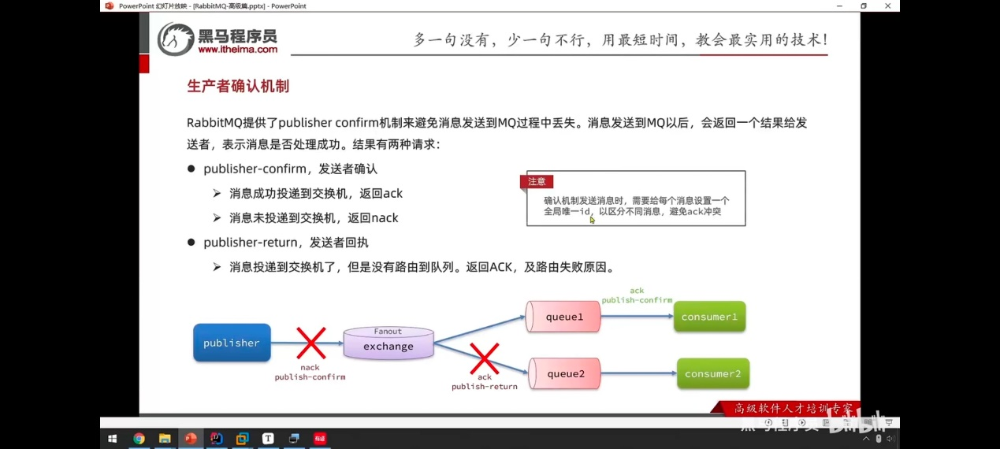 PowerPoint 幻灯片放映 - [RabbitMQ-高级篇.pptx] - PowerPoint
黑马程序员
www.itheima.com
多一句没有，少一句不行，用最短时间，教会最实用的技术！
生产者确认机制
RabbitMQ提供了publisher confirm机制来避免消息发送到MQ过程中丢失。消息发送到MQ以后，会返回一个结果给发
送者，表示消息是否处理成功。结果有两种请求：
publisher-confirm，发送者确认
消息成功投递到交换机，返回ack
消息未投递到交换机，返回nack
注意
确认机制发送消息时，需要给每个消息设置一个
全局唯一id，以区分不同消息，避免ack冲突
publisher-return，发送者回执
消息投递到交换机了，但是没有路由到队列。返回ACK，及路由失败原因。
ack
publish-confirm
queue1
consumer1
Fanout
publisher
exchange
nack
publish-confirm
queue2
consumer2
ack
publish-return
高级软件人才培训专家
黑马程序员
bilibili
T